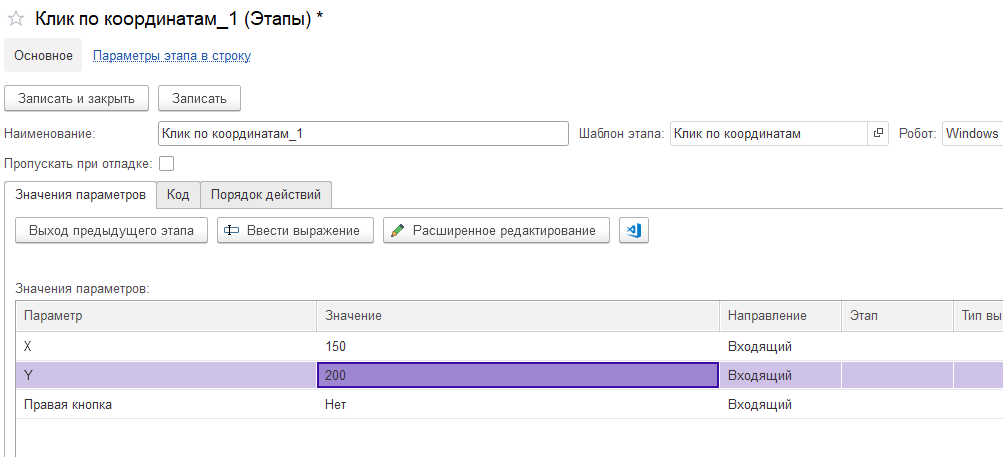 Клик по координатам_1 (Этапы) *
Основное Параметры этапа в строку
Записать и закрыть Записать
Наименование: Клик по координатам_1 Шаблон этапа: Клик по координатам Робот: Windows
Пропускать при отладке:
Значения параметров Код Порядок действий
Выход предыдущего этапа Ввести выражение Расширенное редактирование
Значения параметров:
Параметр Значение Направление Этап Тип вы
X 150 Входящий
Y 200 Входящий
Правая кнопка Нет Входящий